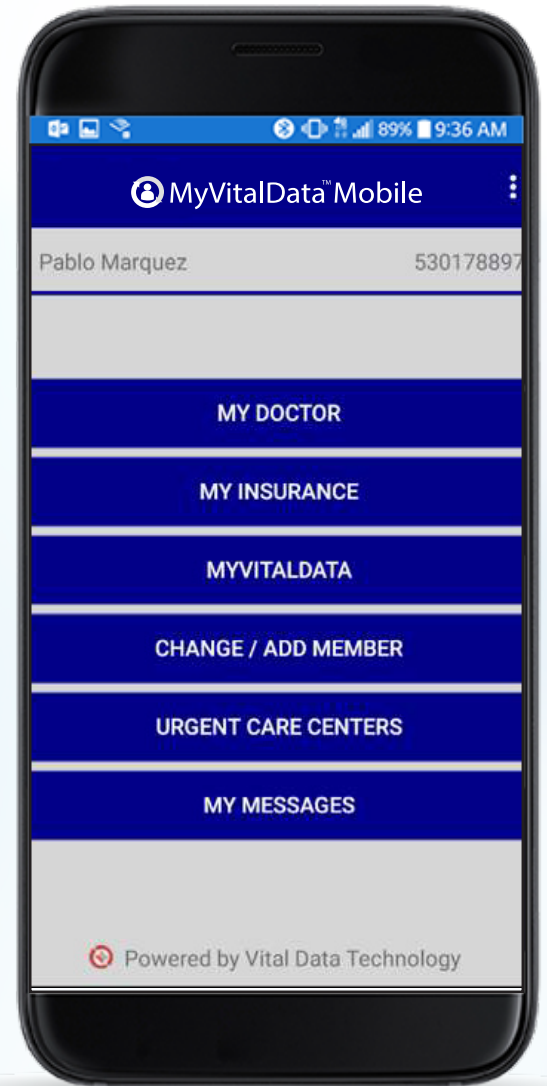 89% 9:36 AM
MyVitalData™ Mobile
Pablo Marquez 530178897
MY DOCTOR
MY INSURANCE
MYVITALDATA
CHANGE / ADD MEMBER
URGENT CARE CENTERS
MY MESSAGES
Powered by Vital Data Technology